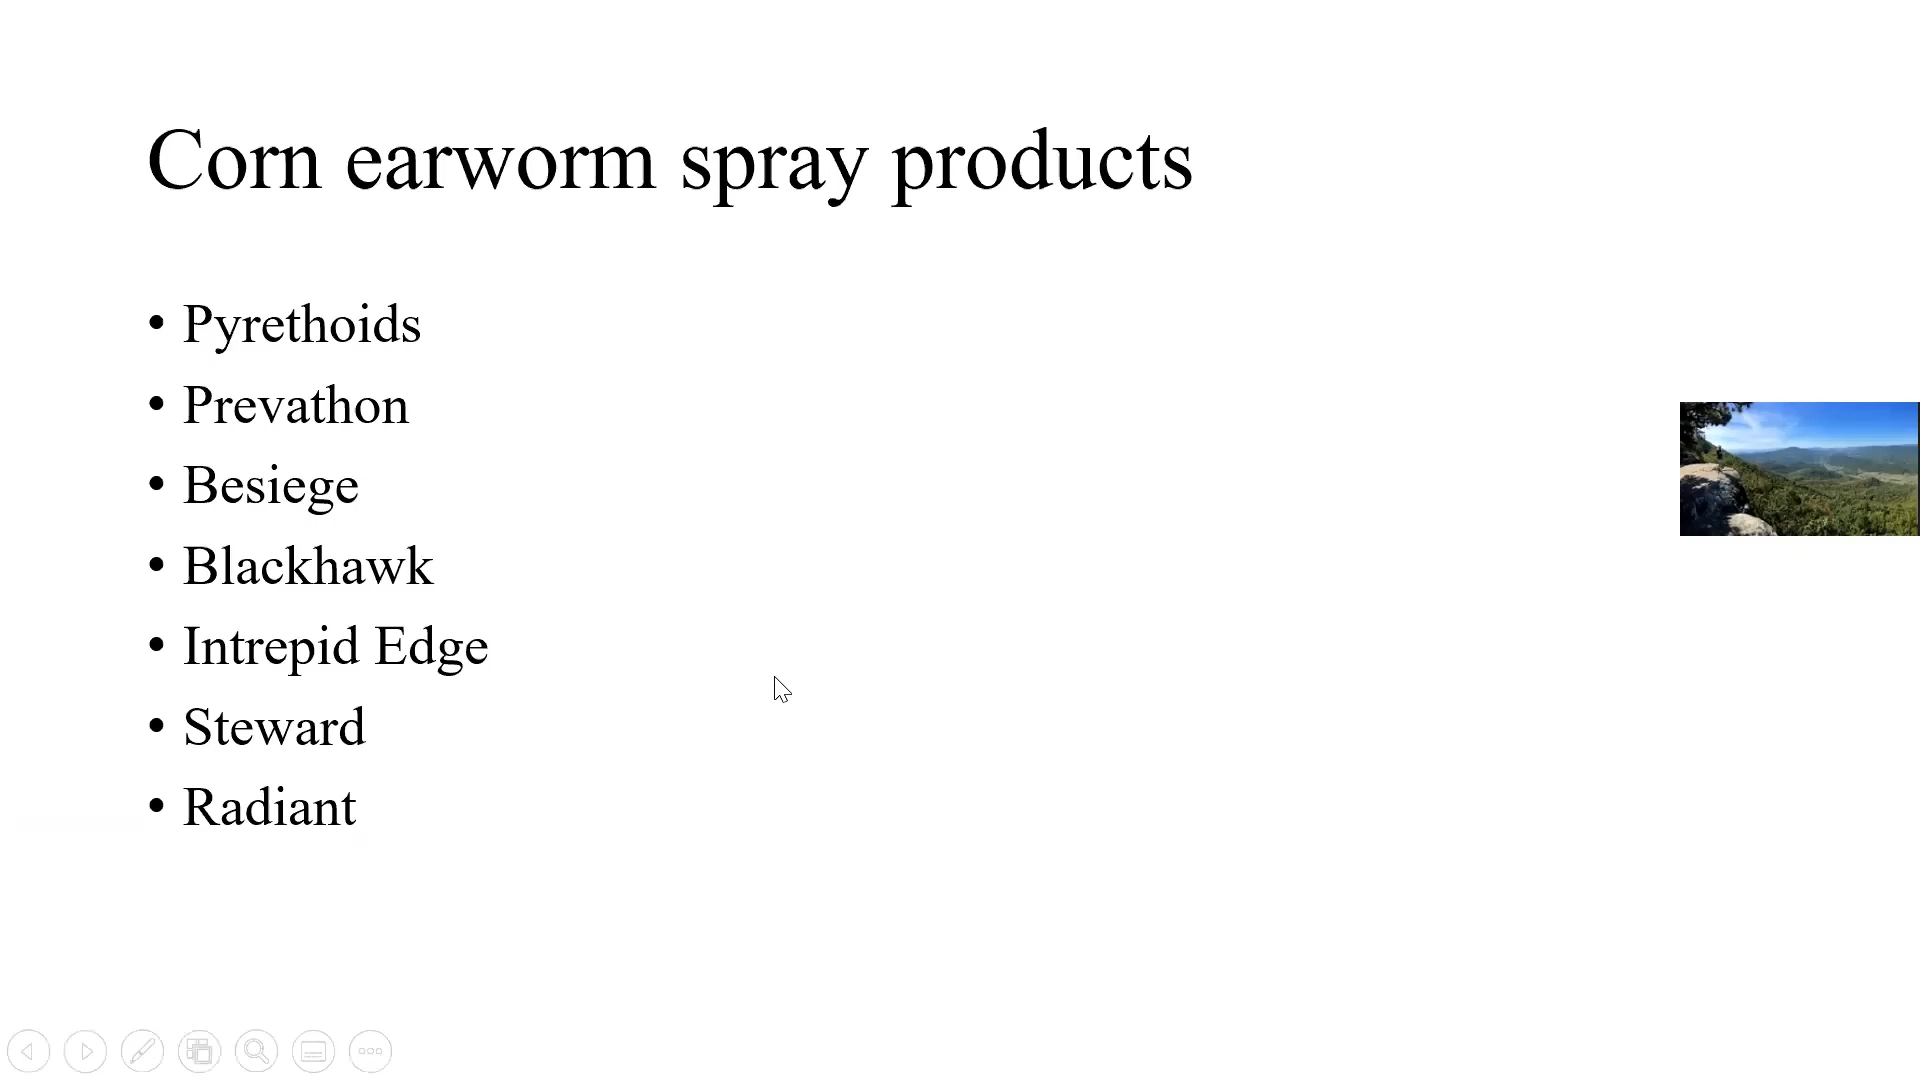 Corn earworm spray products
• Pyrethoids
• Prevathon
• Besiege
• Blackhawk
• Intrepid Edge
• Steward
• Radiant